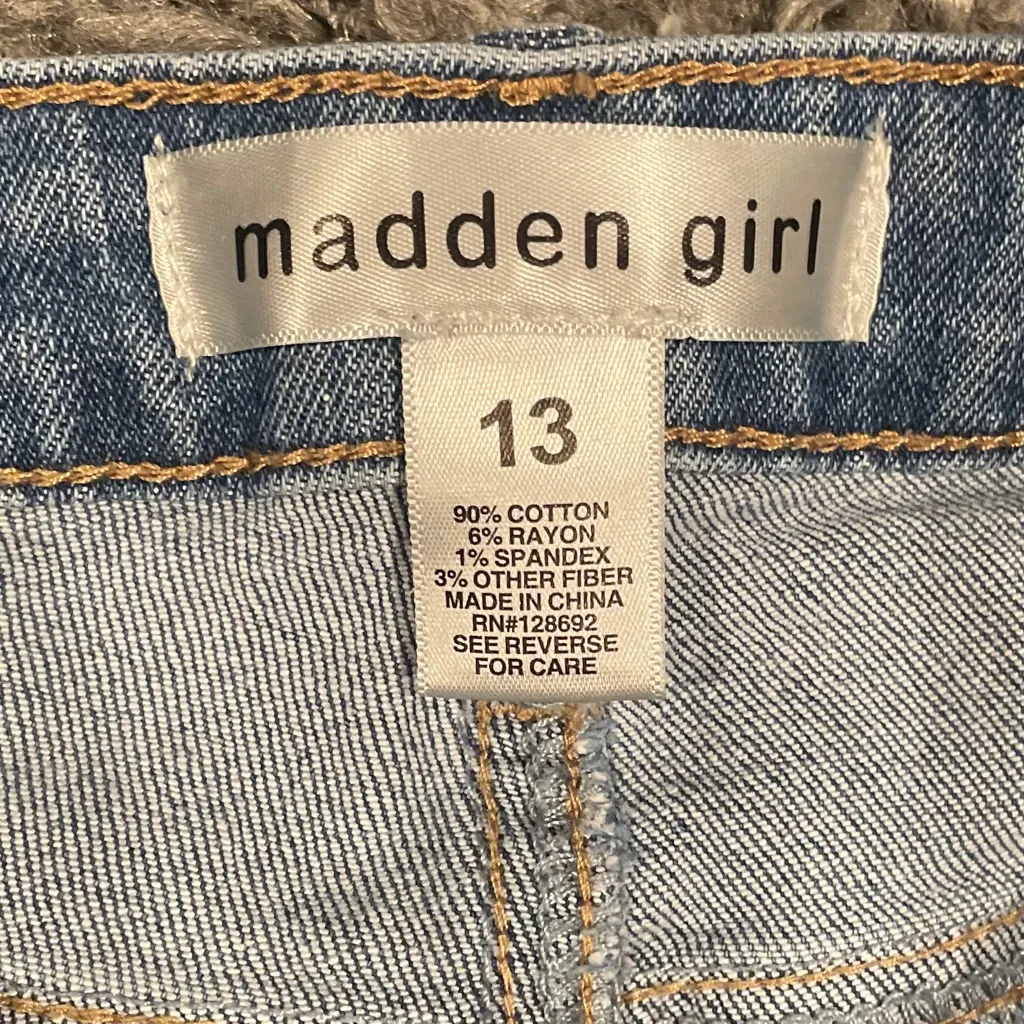 madden girl
13
90% COTTON
6% RAYON
1% SPANDEX
3% OTHER FIBER
MADE IN CHINA
RN#128692
SEE REVERSE
FOR CARE